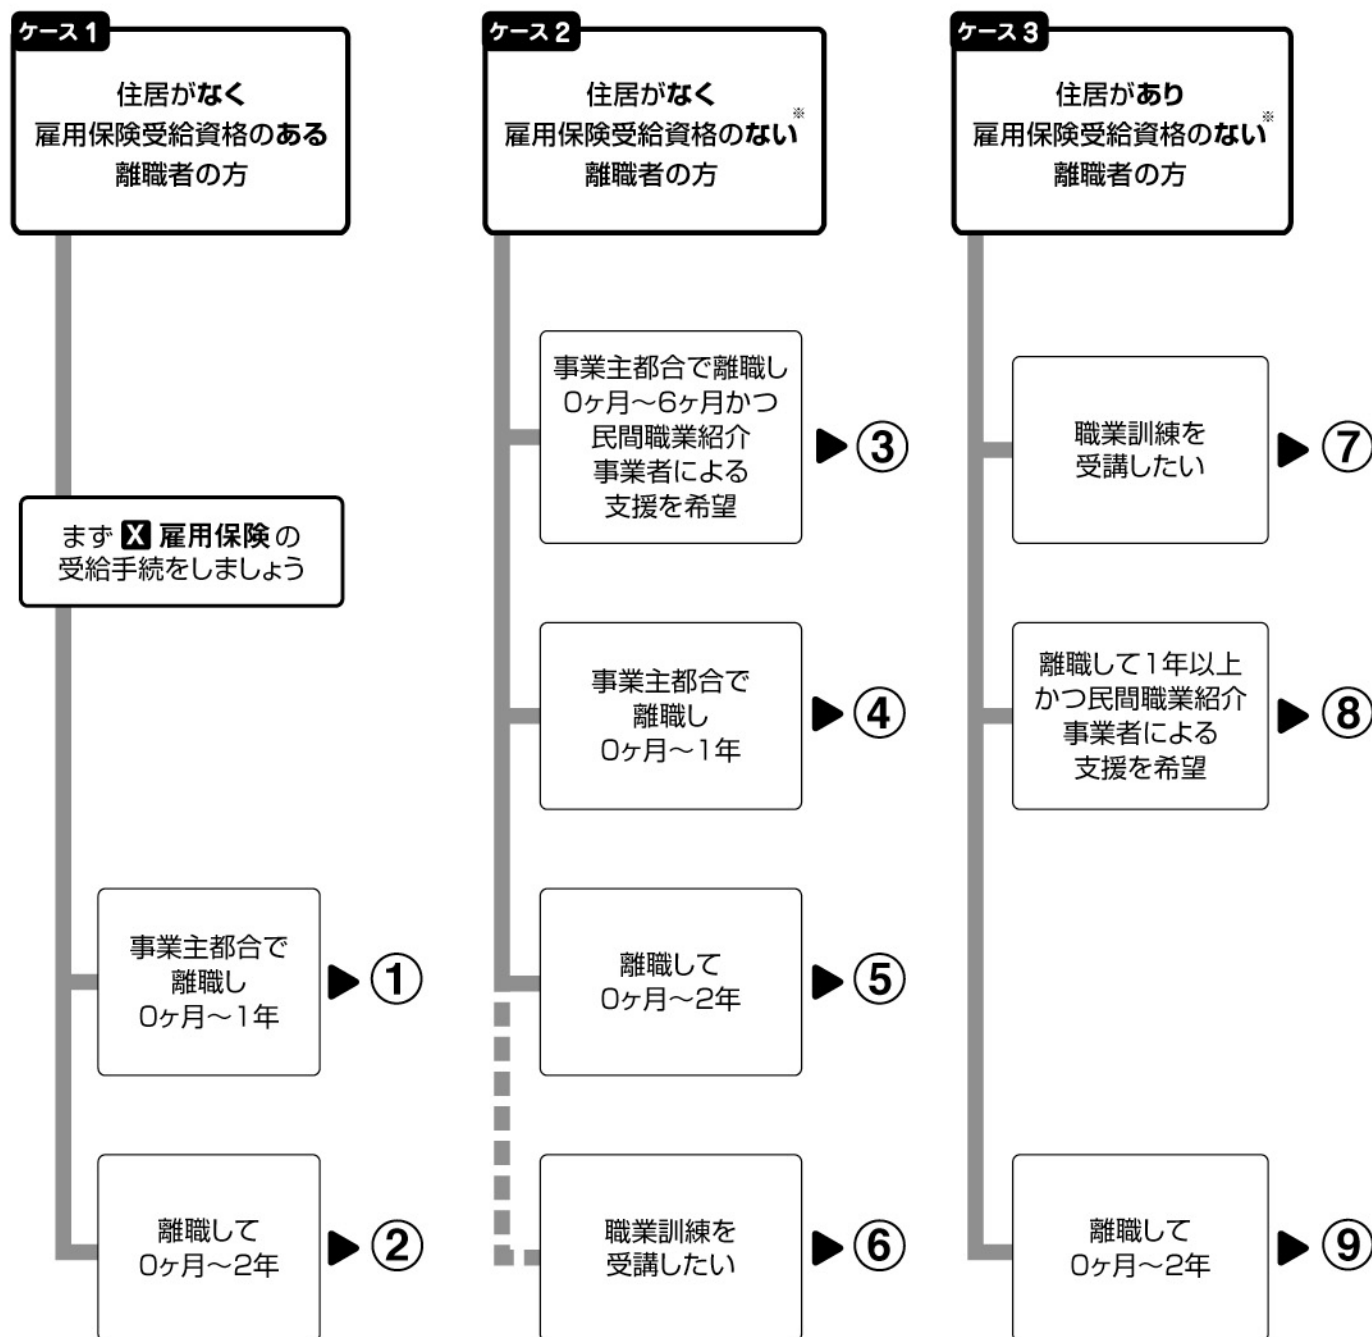 ケース 1
住居がなく
雇用保険受給資格のある
離職者の方
まず X 雇用保険 の
受給手続をしましょう
事業主都合で
離職し
0ヶ月～1年
①
離職して
0ヶ月～2年
②
ケース 2
住居がなく
雇用保険受給資格のない※
離職者の方
事業主都合で離職し
0ヶ月～6ヶ月かつ
民間職業紹介
事業者による
支援を希望
③
事業主都合で
離職し
0ヶ月～1年
④
離職して
0ヶ月～2年
⑤
職業訓練を
受講したい
⑥
ケース 3
住居があり
雇用保険受給資格のない※
離職者の方
職業訓練を
受講したい
⑦
離職して1年以上
かつ民間職業紹介
事業者による
支援を希望
⑧
離職して
0ヶ月～2年
⑨